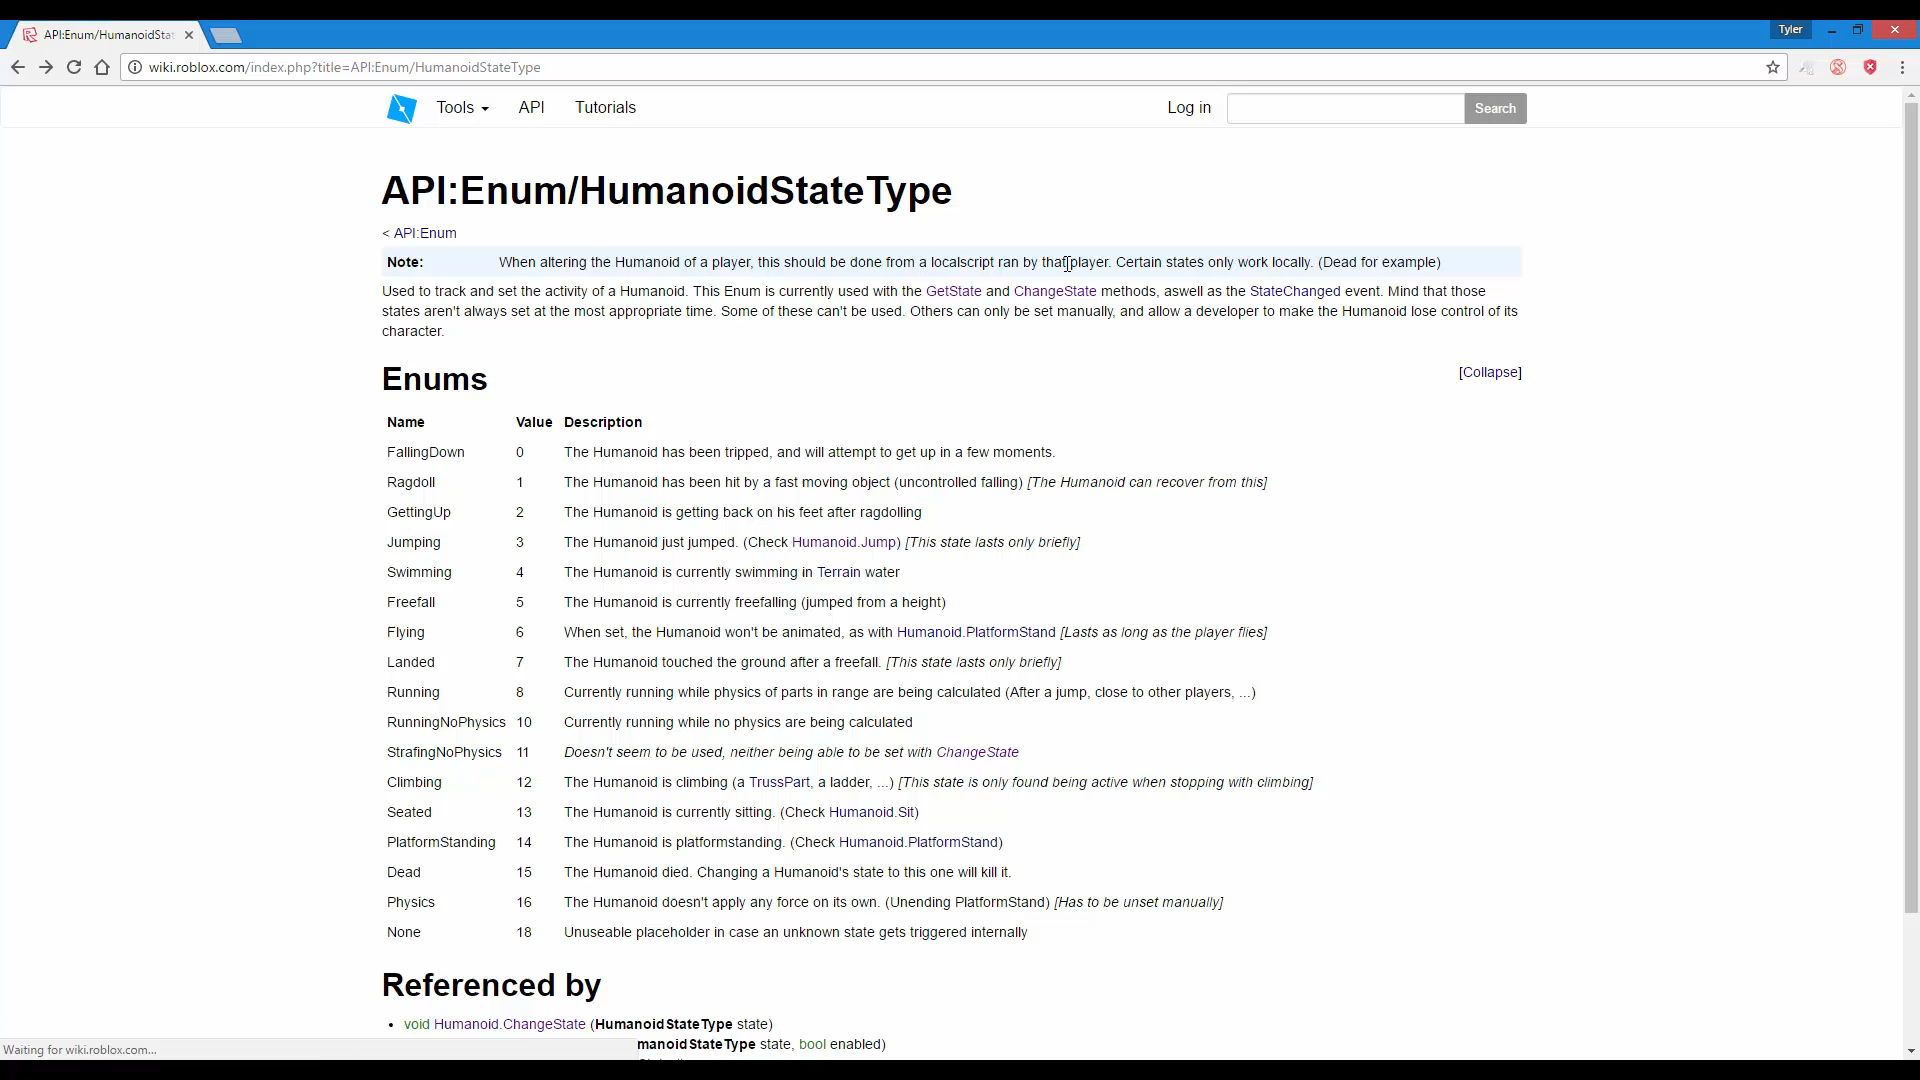 API:Enum/HumanoidStat
Tyler
wiki.roblox.com/index.php?title=API:Enum/HumanoidStateType
Tools API Tutorials Log in Search
API:Enum/HumanoidStateType
< API:Enum
Note: When altering the Humanoid of a player, this should be done from a localscript ran by that player. Certain states only work locally. (Dead for example)
Used to track and set the activity of a Humanoid. This Enum is currently used with the GetState and ChangeState methods, aswell as the StateChanged event. Mind that those
states aren't always set at the most appropriate time. Some of these can't be used. Others can only be set manually, and allow a developer to make the Humanoid lose control of its
character.
Enums [Collapse]
Name Value Description
FallingDown 0 The Humanoid has been tripped, and will attempt to get up in a few moments.
Ragdoll 1 The Humanoid has been hit by a fast moving object (uncontrolled falling) [The Humanoid can recover from this]
GettingUp 2 The Humanoid is getting back on his feet after ragdolling
Jumping 3 The Humanoid just jumped. (Check Humanoid.Jump) [This state lasts only briefly]
Swimming 4 The Humanoid is currently swimming in Terrain water
Freefall 5 The Humanoid is currently freefalling (jumped from a height)
Flying 6 When set, the Humanoid won't be animated, as with Humanoid.PlatformStand [Lasts as long as the player flies]
Landed 7 The Humanoid touched the ground after a freefall. [This state lasts only briefly]
Running 8 Currently running while physics of parts in range are being calculated (After a jump, close to other players, ...)
RunningNoPhysics 10 Currently running while no physics are being calculated
StrafingNoPhysics 11 Doesn't seem to be used, neither being able to be set with ChangeState
Climbing 12 The Humanoid is climbing (a TrussPart, a ladder, ...) [This state is only found being active when stopping with climbing]
Seated 13 The Humanoid is currently sitting. (Check Humanoid.Sit)
PlatformStanding 14 The Humanoid is platformstanding. (Check Humanoid.PlatformStand)
Dead 15 The Humanoid died. Changing a Humanoid's state to this one will kill it.
Physics 16 The Humanoid doesn't apply any force on its own. (Unending PlatformStand) [Has to be unset manually]
None 18 Unuseable placeholder in case an unknown state gets triggered internally
Referenced by
• void Humanoid.ChangeState (HumanoidStateType state)
manoidStateType state, bool enabled)
Waiting for wiki.roblox.com...